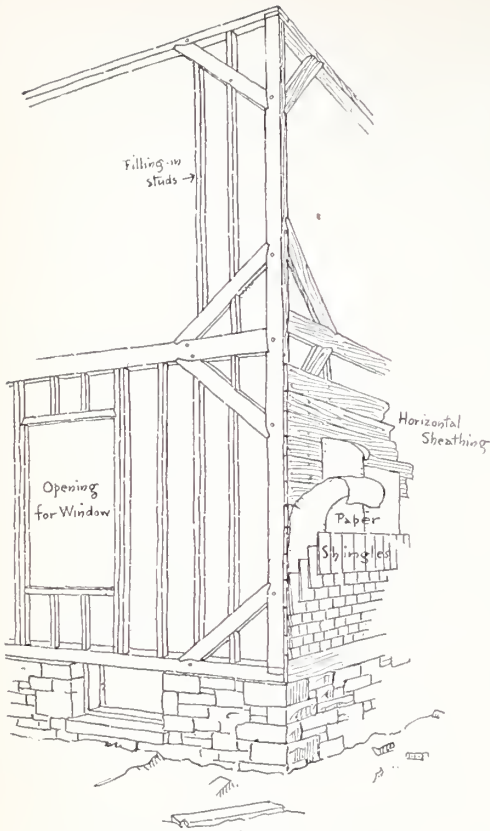 Filling-in
studs
Horizontal
Sheathing
Opening
for Window
Paper
Shingles